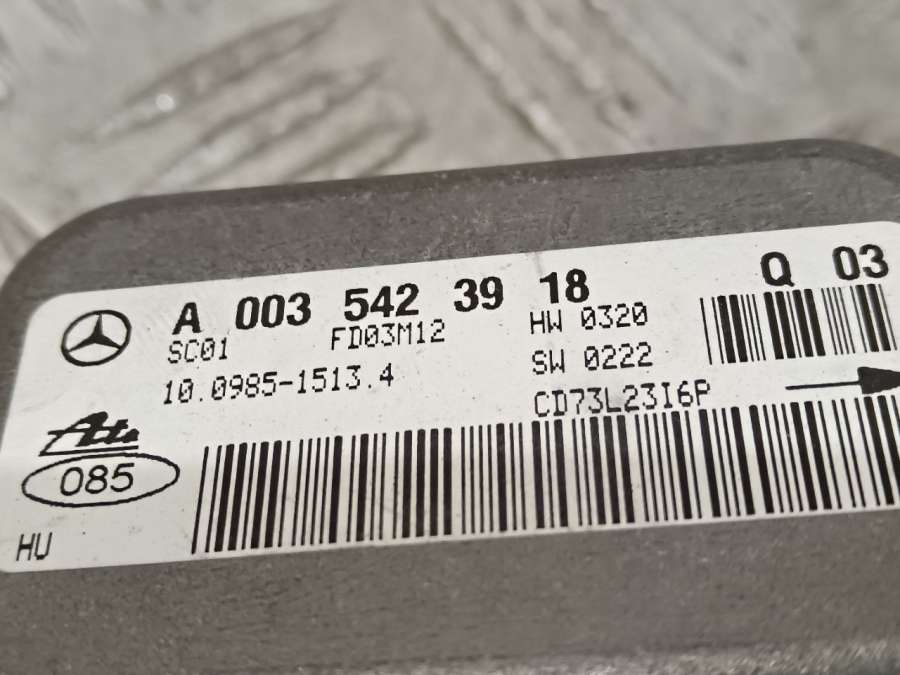 A 003 542 39 18 Q 03
SC01 FD03M12 HW 0320
10.0985-1513.4 SW 0222
CD73L23I6P
Ate
085
HU